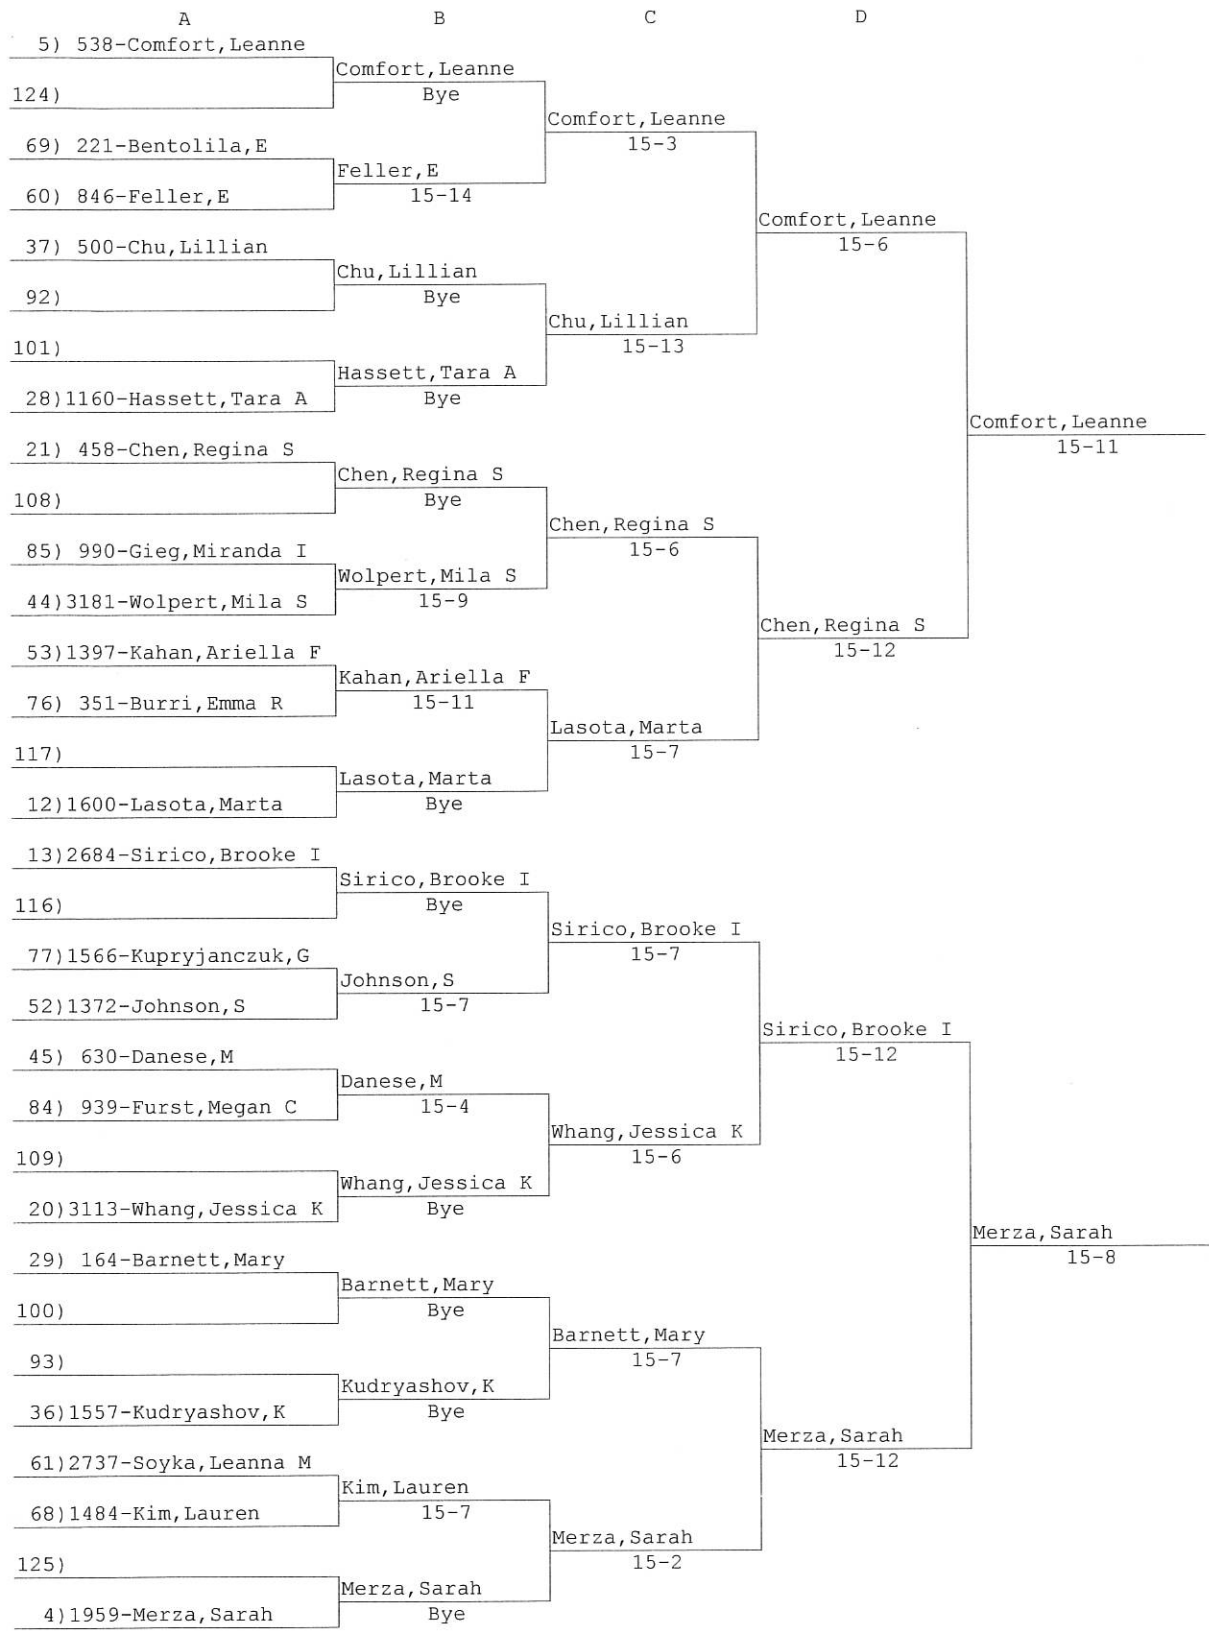 A B C D
5) 538-Comfort,Leanne
Comfort,Leanne
124)
Bye
Comfort,Leanne
15-3
69) 221-Bentolila,E
Feller,E
60) 846-Feller,E
15-14
Comfort,Leanne
15-6
37) 500-Chu,Lillian
Chu,Lillian
92)
Bye
Chu,Lillian
15-13
101)
Hassett,Tara A
28)1160-Hassett,Tara A
Bye
Comfort,Leanne
15-11
21) 458-Chen,Regina S
Chen,Regina S
108)
Bye
Chen,Regina S
15-6
85) 990-Gieg,Miranda I
Wolpert,Mila S
44)3181-Wolpert,Mila S
15-9
Chen,Regina S
15-12
53)1397-Kahan,Ariella F
Kahan,Ariella F
76) 351-Burri,Emma R
15-11
Lasota,Marta
15-7
117)
Lasota,Marta
12)1600-Lasota,Marta
Bye
13)2684-Sirico,Brooke I
Sirico,Brooke I
116)
Bye
Sirico,Brooke I
15-7
77)1566-Kupryjanczuk,G
Johnson,S
52)1372-Johnson,S
15-7
Sirico,Brooke I
15-12
45) 630-Danese,M
Danese,M
84) 939-Furst,Megan C
15-4
Whang,Jessica K
15-6
109)
Whang,Jessica K
20)3113-Whang,Jessica K
Bye
Merza,Sarah
15-8
29) 164-Barnett,Mary
Barnett,Mary
100)
Bye
Barnett,Mary
15-7
93)
Kudryashov,K
36)1557-Kudryashov,K
Bye
Merza,Sarah
15-12
61)2737-Soyka,Leanna M
Kim,Lauren
68)1484-Kim,Lauren
15-7
Merza,Sarah
15-2
125)
Merza,Sarah
4)1959-Merza,Sarah
Bye